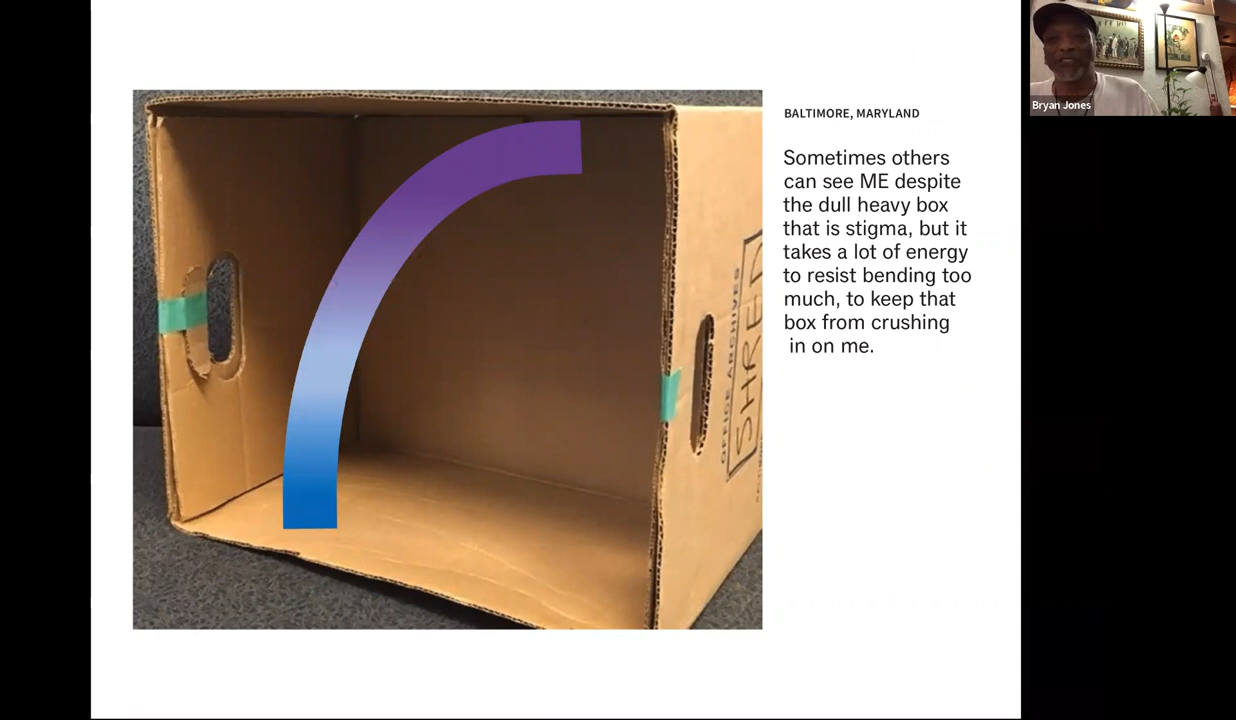 BALTIMORE, MARYLAND
Sometimes others
can see ME despite
the dull heavy box
that is stigma, but it
takes a lot of energy
to resist bending too
much, to keep that
box from crushing
in on me.
Bryan Jones
OFFICE ARCHIVES
SHRED